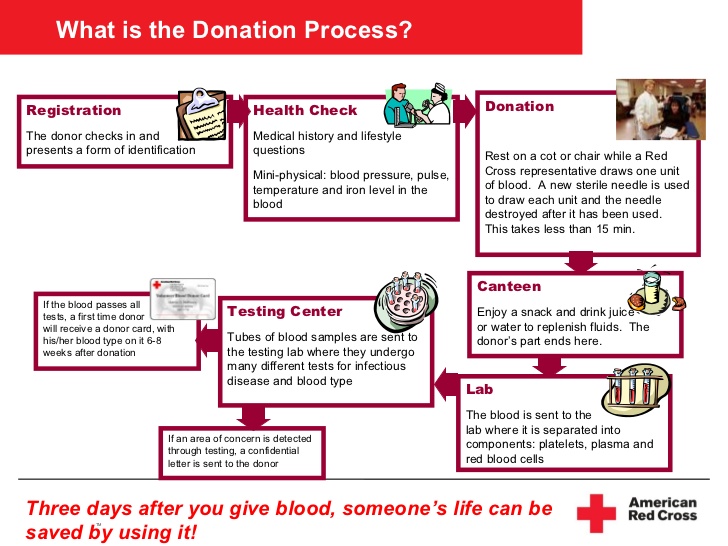 What is the Donation Process?
Registration
The donor checks in and
presents a form of identification
Health Check
Medical history and lifestyle
questions
Mini-physical: blood pressure, pulse,
temperature and iron level in the
blood
Donation
Rest on a cot or chair while a Red
Cross representative draws one unit
of blood.  A new sterile needle is used
to draw each unit and the needle
destroyed after it has been used.
This takes less than 15 min.
Canteen
Enjoy a snack and drink juice
or water to replenish fluids.  The
donor's part ends here.
Lab
The blood is sent to the
lab where it is separated into
components: platelets, plasma and
red blood cells
Testing Center
Tubes of blood samples are sent to
the testing lab where they undergo
many different tests for infectious
disease and blood type
If the blood passes all
tests, a first time donor
will receive a donor card, with
his/her blood type on it 6-8
weeks after donation
If an area of concern is detected
through testing, a confidential
letter is sent to the donor
Three days after you give blood, someone's life can be
saved by using it!
American
Red Cross